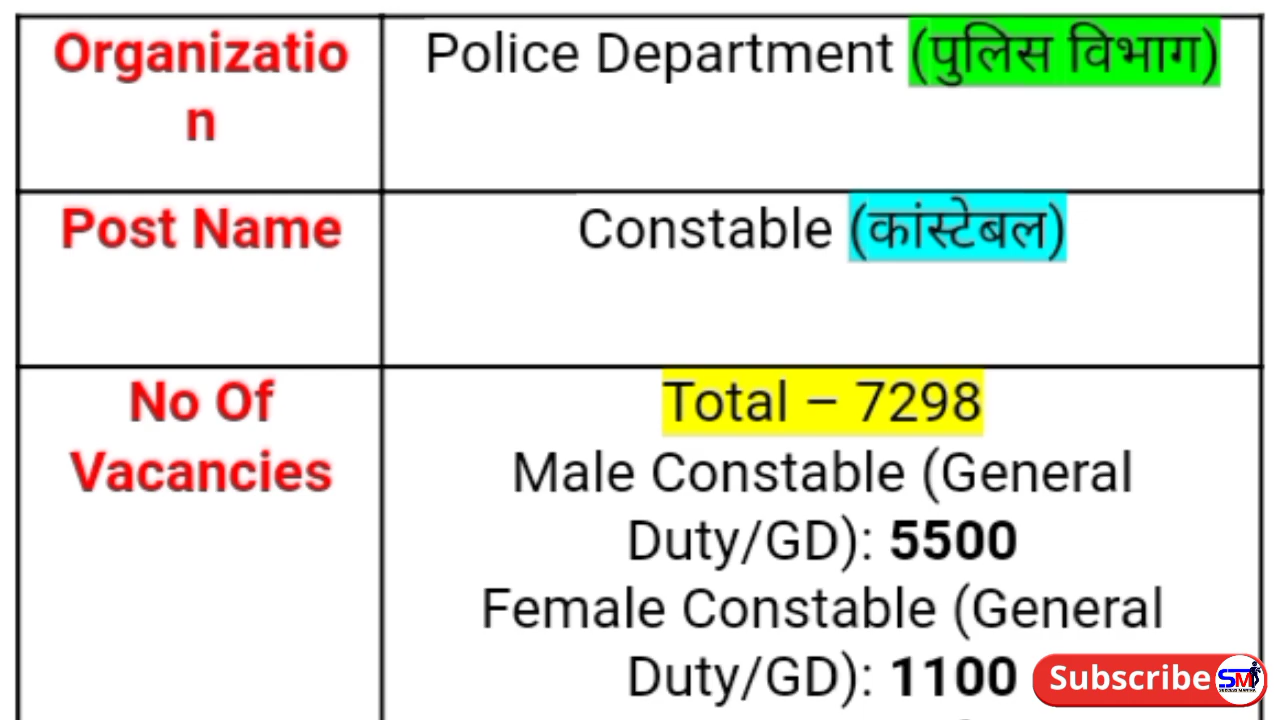 Organizatio
n
Police Department (पुलिस विभाग)
Post Name
Constable (कांस्टेबल)
No Of
Vacancies
Total – 7298
Male Constable (General
Duty/GD): 5500
Female Constable (General
Duty/GD): 1100
Subscribe
SM